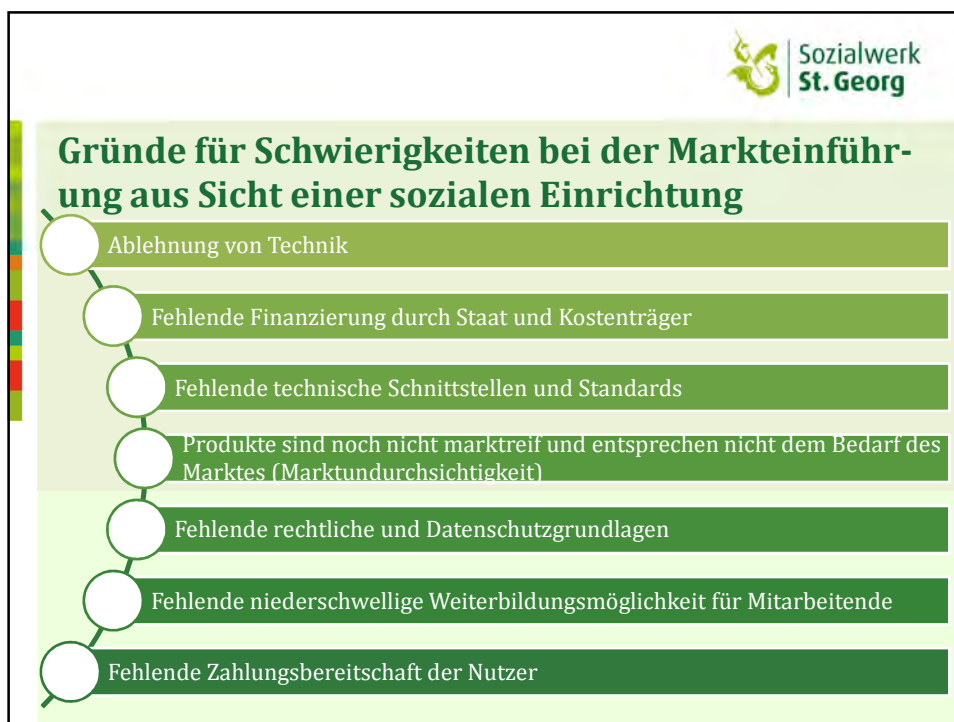 Sozialwerk
St. Georg
Gründe für Schwierigkeiten bei der Markteinführ-
ung aus Sicht einer sozialen Einrichtung
Ablehnung von Technik
Fehlende Finanzierung durch Staat und Kostenträger
Fehlende technische Schnittstellen und Standards
Produkte sind noch nicht marktreif und entsprechen nicht dem Bedarf des
Marktes (Marktundurchsichtigkeit)
Fehlende rechtliche und Datenschutzgrundlagen
Fehlende niederschwellige Weiterbildungsmöglichkeit für Mitarbeitende
Fehlende Zahlungsbereitschaft der Nutzer